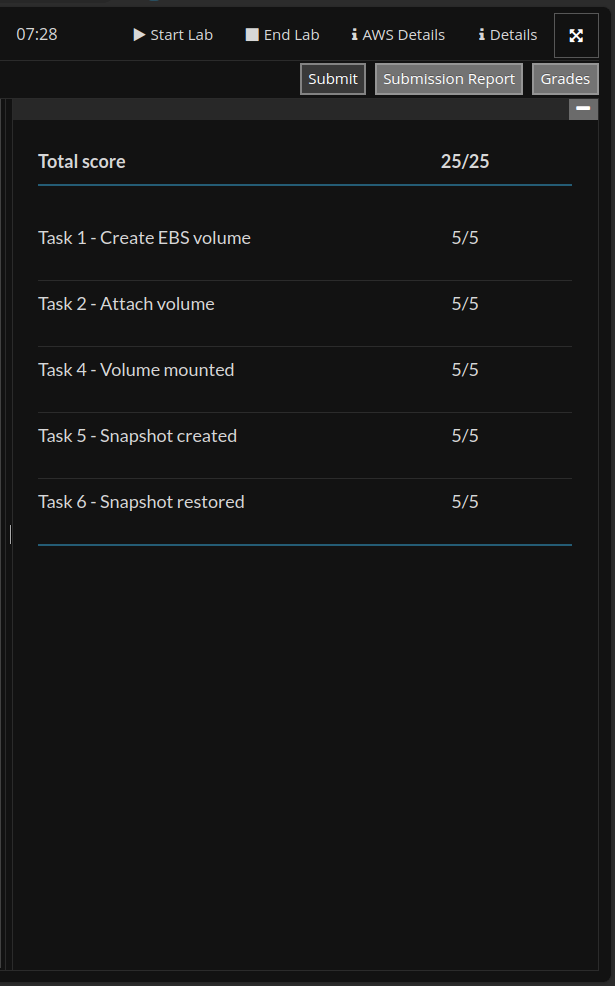 07:28 Start Lab End Lab AWS Details Details
Submit Submission Report Grades
Total score 25/25
Task 1 - Create EBS volume 5/5
Task 2 - Attach volume 5/5
Task 4 - Volume mounted 5/5
Task 5 - Snapshot created 5/5
Task 6 - Snapshot restored 5/5